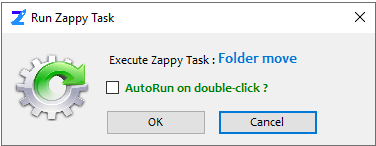 Run Zappy Task
Execute Zappy Task : Folder move
AutoRun on double-click ?
OK Cancel